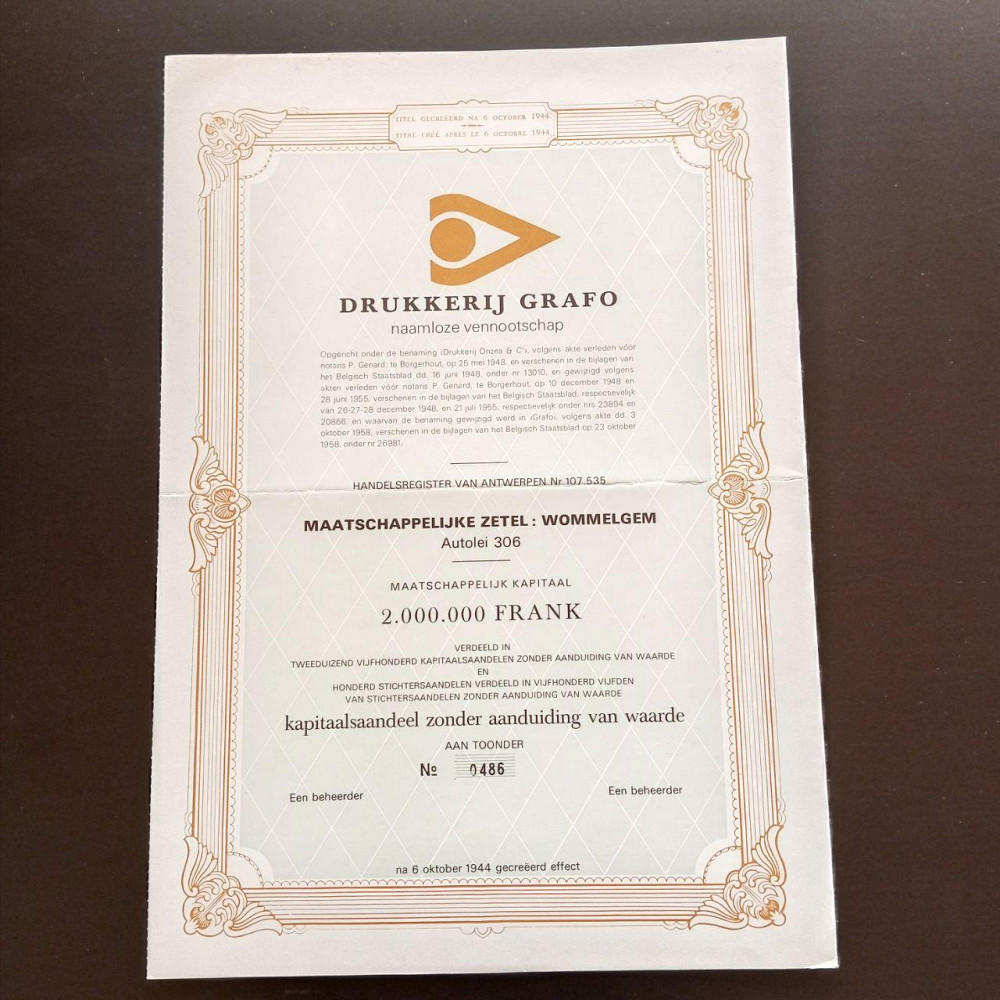 TITEL GECREËERD NA 6 OCTOBER 1944.
TITRE CRÉÉ APRES LE 6 OCTOBRE 1944.
DRUKKERIJ GRAFO
naamloze vennootschap
Opgericht onder de benaming «Drukkerij Onzea & C°», volgens akte verleden vóór
notaris P. Genard, te Borgerhout, op 25 mei 1948, en verschenen in de bijlagen van
het Belgisch Staatsblad dd. 16 juni 1948, onder nr 13010, en gewijzigd volgens
akten verleden vóór notaris P. Genard, te Borgerhout, op 10 december 1948 en
28 juni 1955, verschenen in de bijlagen van het Belgisch Staatsblad, respectievelijk
van 26-27-28 december 1948, en 21 juli 1955, respectievelijk onder nrs 23894 en
20866, en waarvan de benaming gewijzigd werd in «Grafo», volgens akte dd. 3
oktober 1958, verschenen in de bijlagen van het Belgisch Staatsblad op 23 oktober
1958, onder nr 26981.
HANDELSREGISTER VAN ANTWERPEN Nr 107.535
MAATSCHAPPELIJKE ZETEL : WOMMELGEM
Autolei 306
MAATSCHAPPELIJK KAPITAAL
2.000.000 FRANK
VERDEELD IN
TWEEDUIZEND VIJFHONDERD KAPITAALSAANDELEN ZONDER AANDUIDING VAN WAARDE
EN
HONDERD STICHTERSAANDELEN VERDEELD IN VIJFHONDERD VIJFDEN
VAN STICHTERSAANDELEN ZONDER AANDUIDING VAN WAARDE
kapitaalsaandeel zonder aanduiding van waarde
AAN TOONDER
Nº 0486
Een beheerder
Een beheerder
na 6 oktober 1944 gecreëerd effect